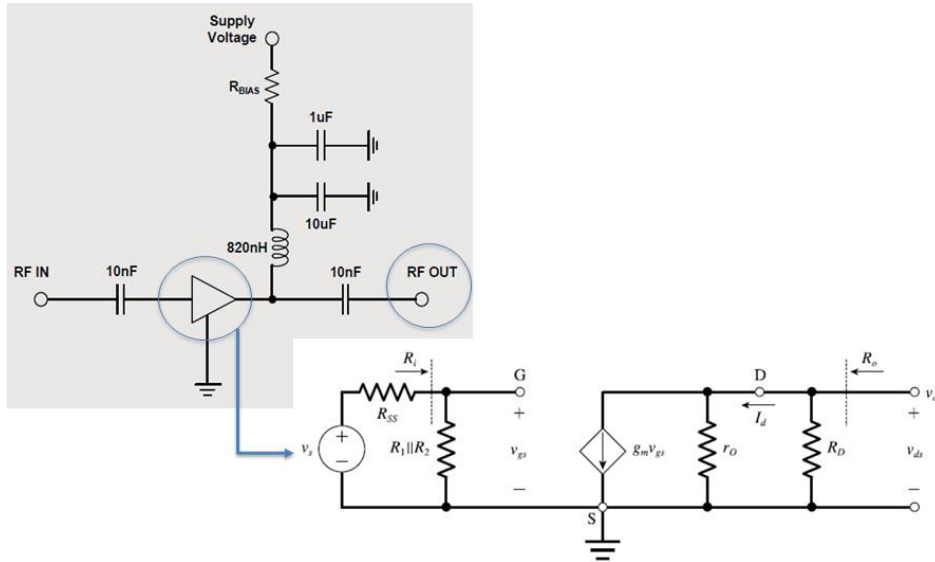 Supply
Voltage
RBIAS
1uF
10uF
820nH
RF IN
10nF
10nF
RF OUT
Ri
G
D
Ro
RSS
Id
vs
+
−
R1||R2
+
vgs
−
gmvgs
rO
RD
+
vds
−
S